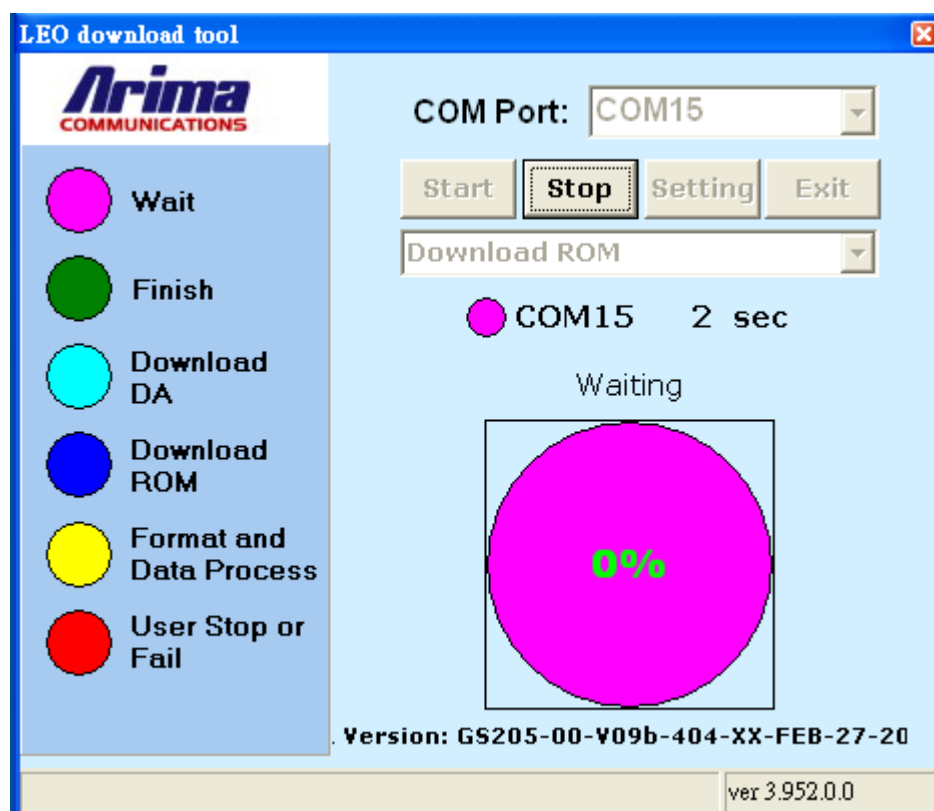 LEO download tool
Arima
COMMUNICATIONS
COM Port: COM15
Start Stop Setting Exit
Download ROM
COM15 2 sec
Waiting
0%
Wait
Finish
Download
DA
Download
ROM
Format and
Data Process
User Stop or
Fail
. Version: GS205-00-V09b-404-XX-FEB-27-20
ver 3.952.0.0